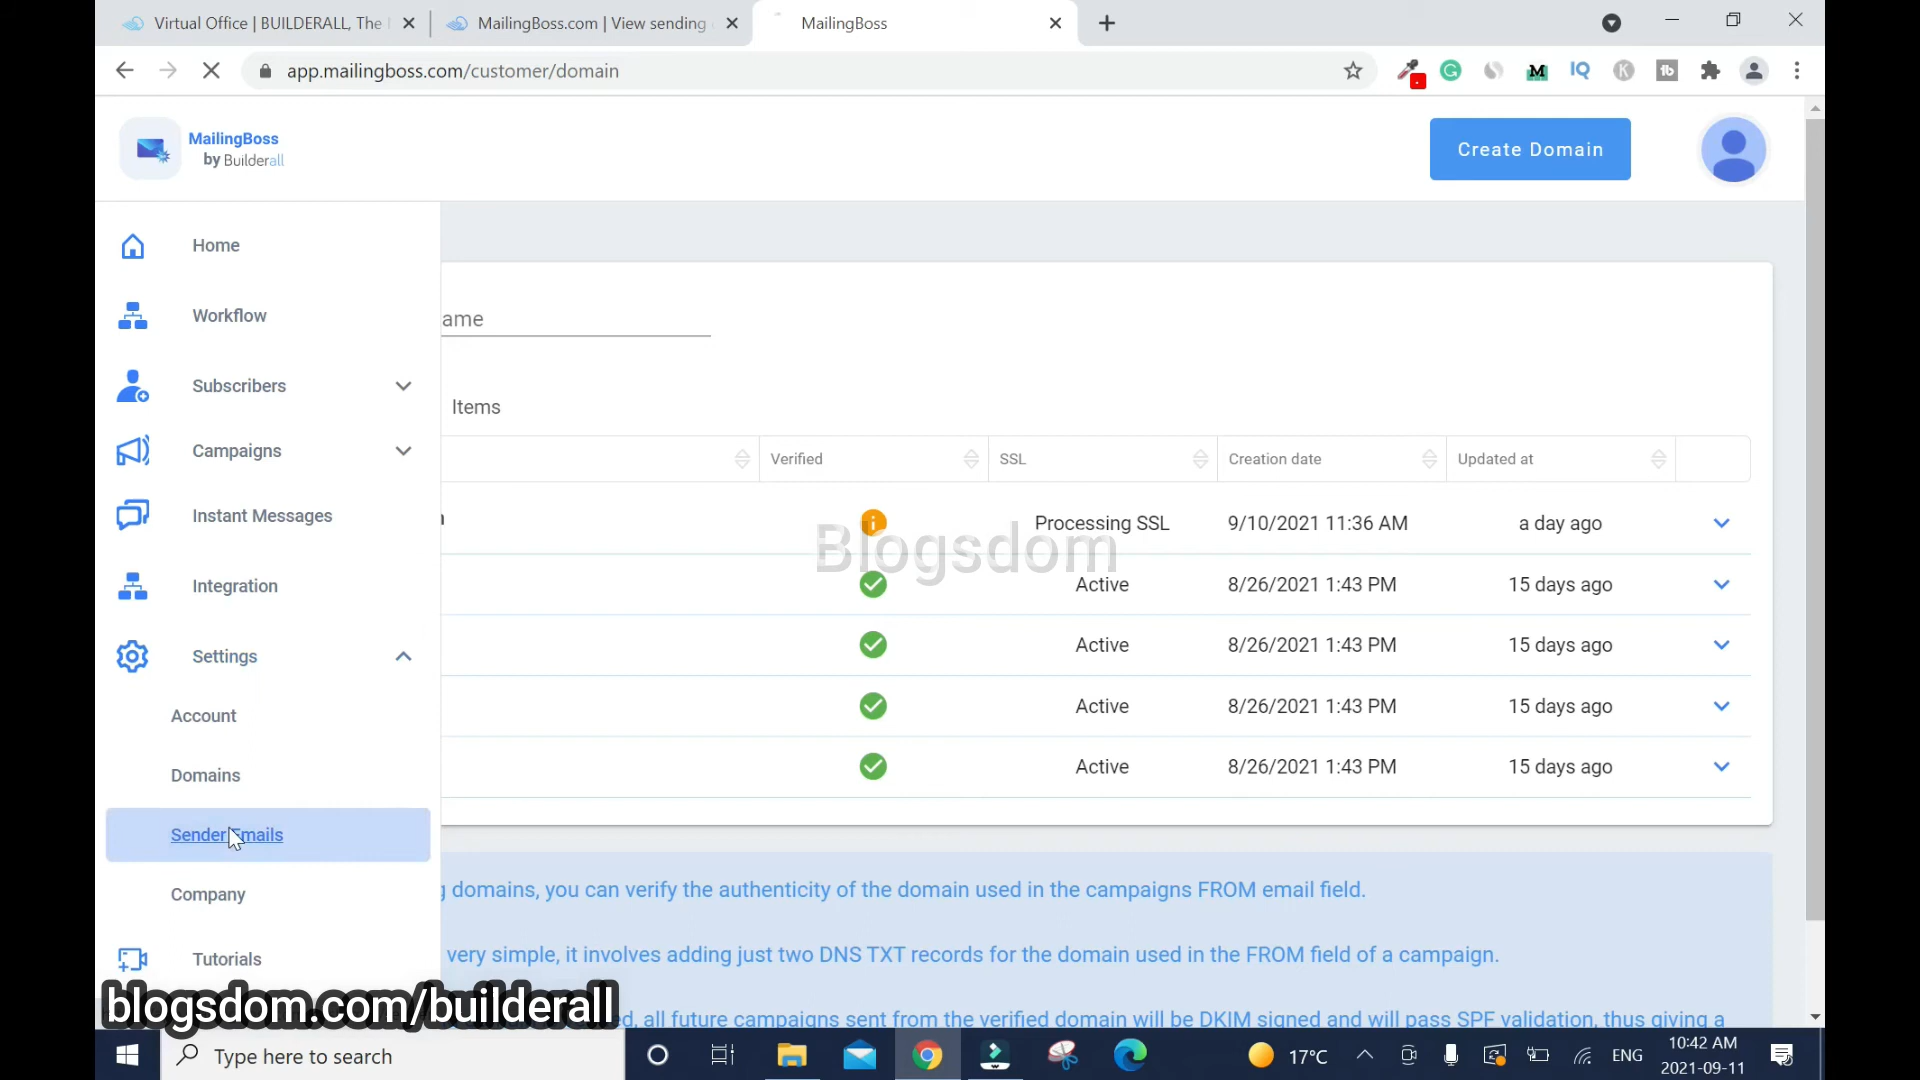 Virtual Office | BUILDERALL, The
MailingBoss.com | View sending
MailingBoss
app.mailingboss.com/customer/domain
MailingBoss
by Builderall
Create Domain
Home
Workflow
Subscribers
Campaigns
Instant Messages
Integration
Settings
Account
Domains
Sender Emails
Company
Tutorials
ame
Items
Verified
SSL
Creation date
Updated at
Processing SSL
9/10/2021 11:36 AM
a day ago
Active
8/26/2021 1:43 PM
15 days ago
Active
8/26/2021 1:43 PM
15 days ago
Active
8/26/2021 1:43 PM
15 days ago
Active
8/26/2021 1:43 PM
15 days ago
Blogsdom
g domains, you can verify the authenticity of the domain used in the campaigns FROM email field.
very simple, it involves adding just two DNS TXT records for the domain used in the FROM field of a campaign.
ed, all future campaigns sent from the verified domain will be DKIM signed and will pass SPF validation, thus giving a
blogsdom.com/builderall
Type here to search
17°C
ENG
10:42 AM
2021-09-11